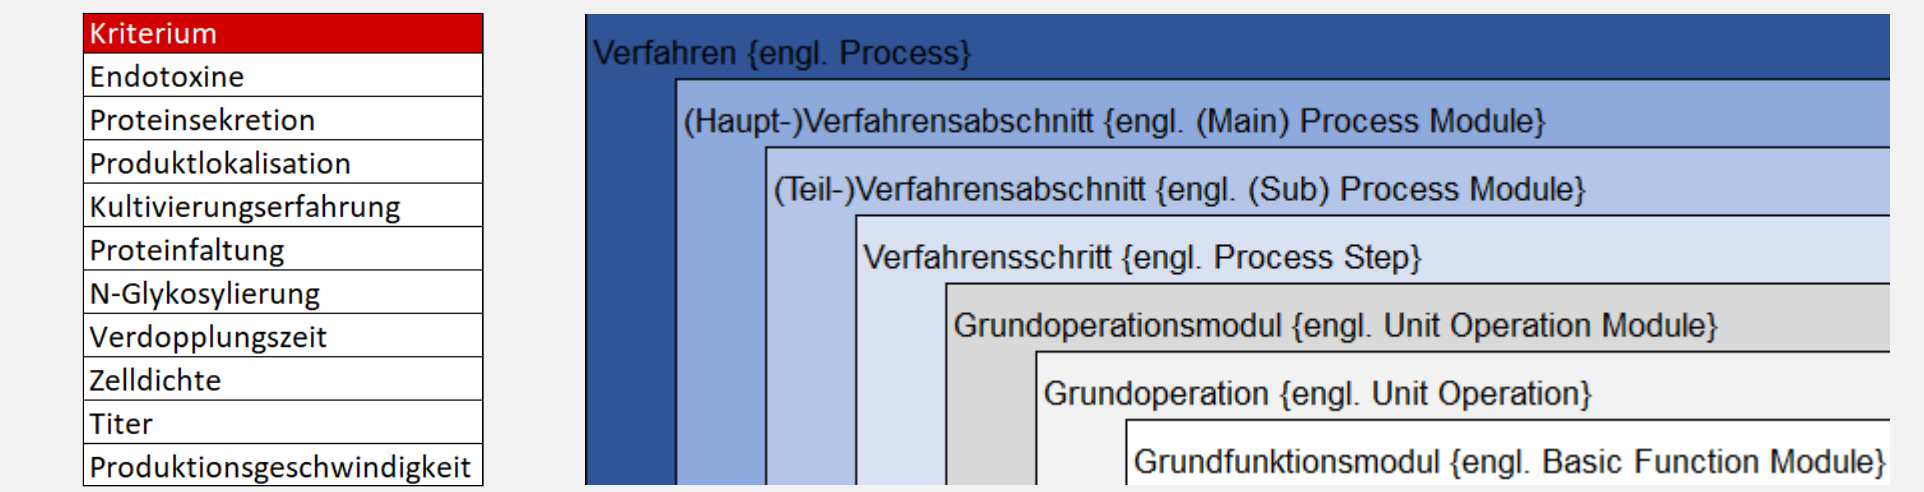 Kriterium
Endotoxine
Proteinsekretion
Produktlokalisation
Kultivierungserfahrung
Proteinfaltung
N-Glykosylierung
Verdopplungszeit
Zelldichte
Titer
Produktionsgeschwindigkeit
Verfahren {engl. Process}
(Haupt-)Verfahrensabschnitt {engl. (Main) Process Module}
(Teil-)Verfahrensabschnitt {engl. (Sub) Process Module}
Verfahrensschritt {engl. Process Step}
Grundoperationsmodul {engl. Unit Operation Module}
Grundoperation {engl. Unit Operation}
Grundfunktionsmodul {engl. Basic Function Module}